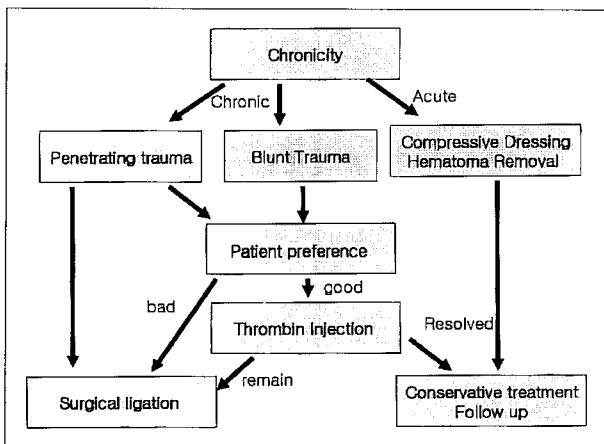 Chronicity
Chronic
Acute
Penetrating trauma
Blunt Trauma
Compressive Dressing
Hematoma Removal
Patient preference
bad
good
Thrombin Injection
Resolved
remain
Surgical ligation
Conservative treatment
Follow up